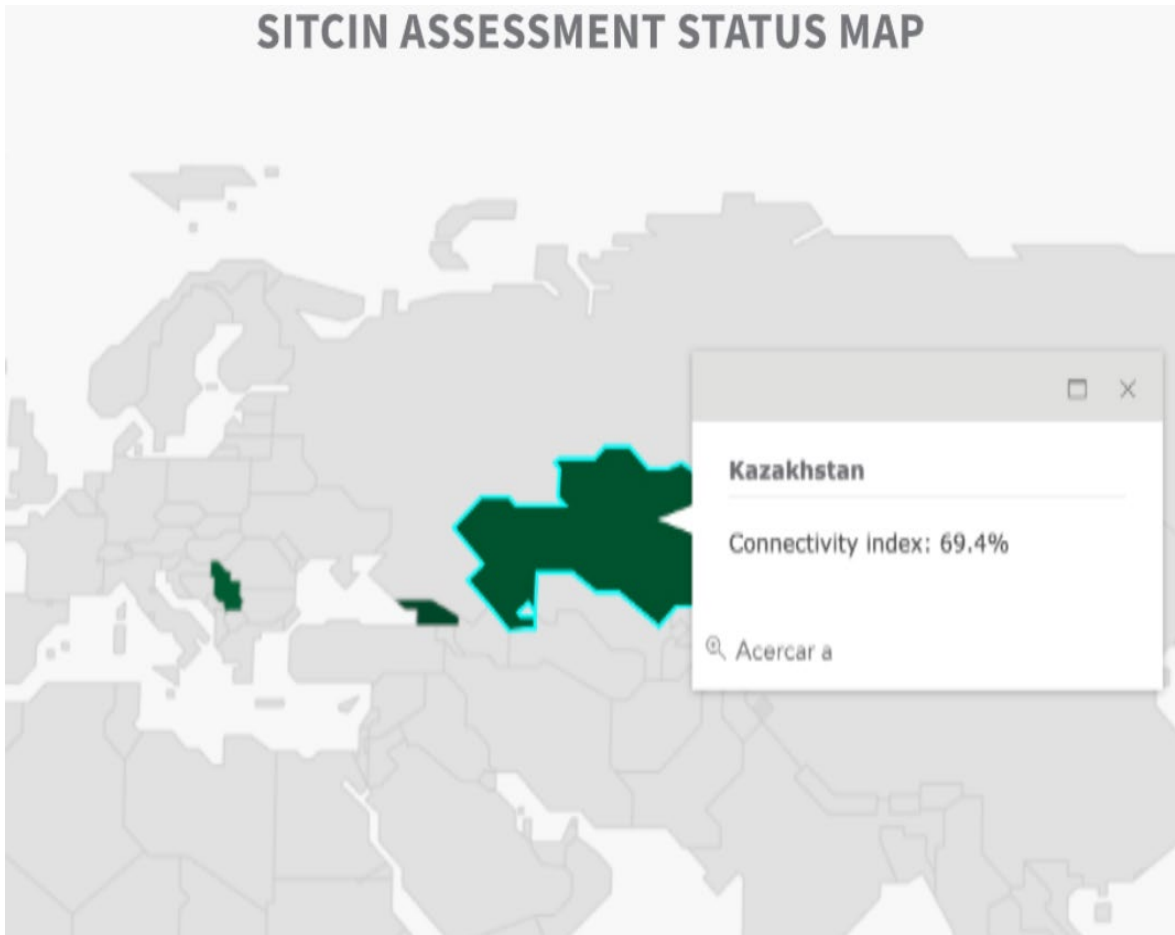 SITCIN ASSESSMENT STATUS MAP
Kazakhstan
Connectivity index: 69.4%
Acercar a